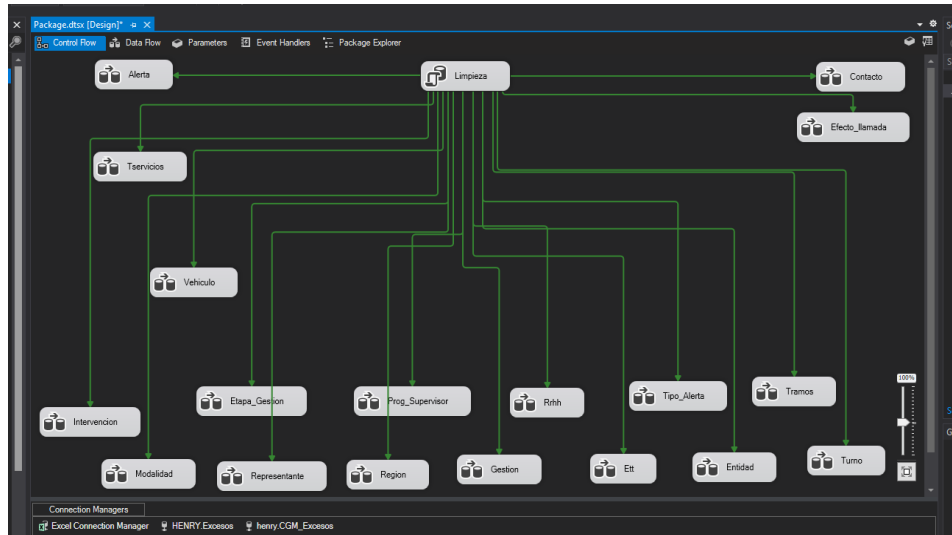 Package.dtsx [Design]*
Control Flow Data Flow Parameters Event Handlers Package Explorer
Alerta
Limpieza
Contacto
Efecto_llamada
Tservicios
Vehiculo
100%
Etapa_Gestion
Prog_Supervisor
Rrhh
Tipo_Alerta
Tramos
Intervencion
Modalidad
Representante
Region
Gestion
Ett
Entidad
Turno
Connection Managers
Excel Connection Manager HENRY.Excesos henry.CGM_Excesos